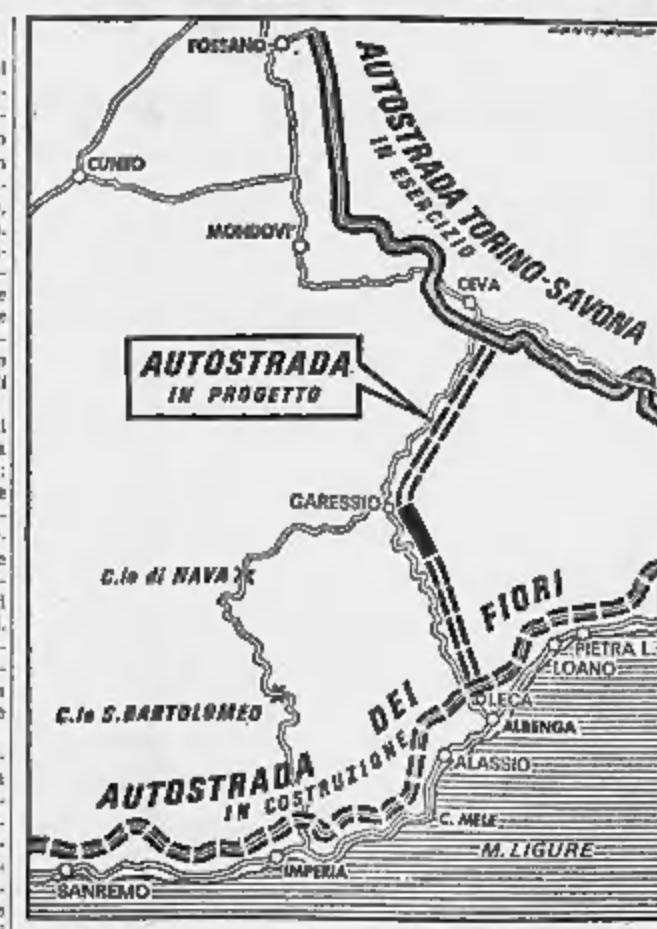 FOSSANO
AUTOSTRADA TORINO-SAVONA
IN ESERCIZIO
CUNEO
MONDOVI'
CEVA
AUTOSTRADA
IN PROGETTO
GARESSIO
C.le di NAVA
FIORI
PIETRA L.
LOANO
LECA
C.le S. BARTOLOMEO
DEI
ALBENGA
AUTOSTRADA
IN COSTRUZIONE
ALASSIO
C. MELE
M. LIGURE
IMPERIA
SANREMO